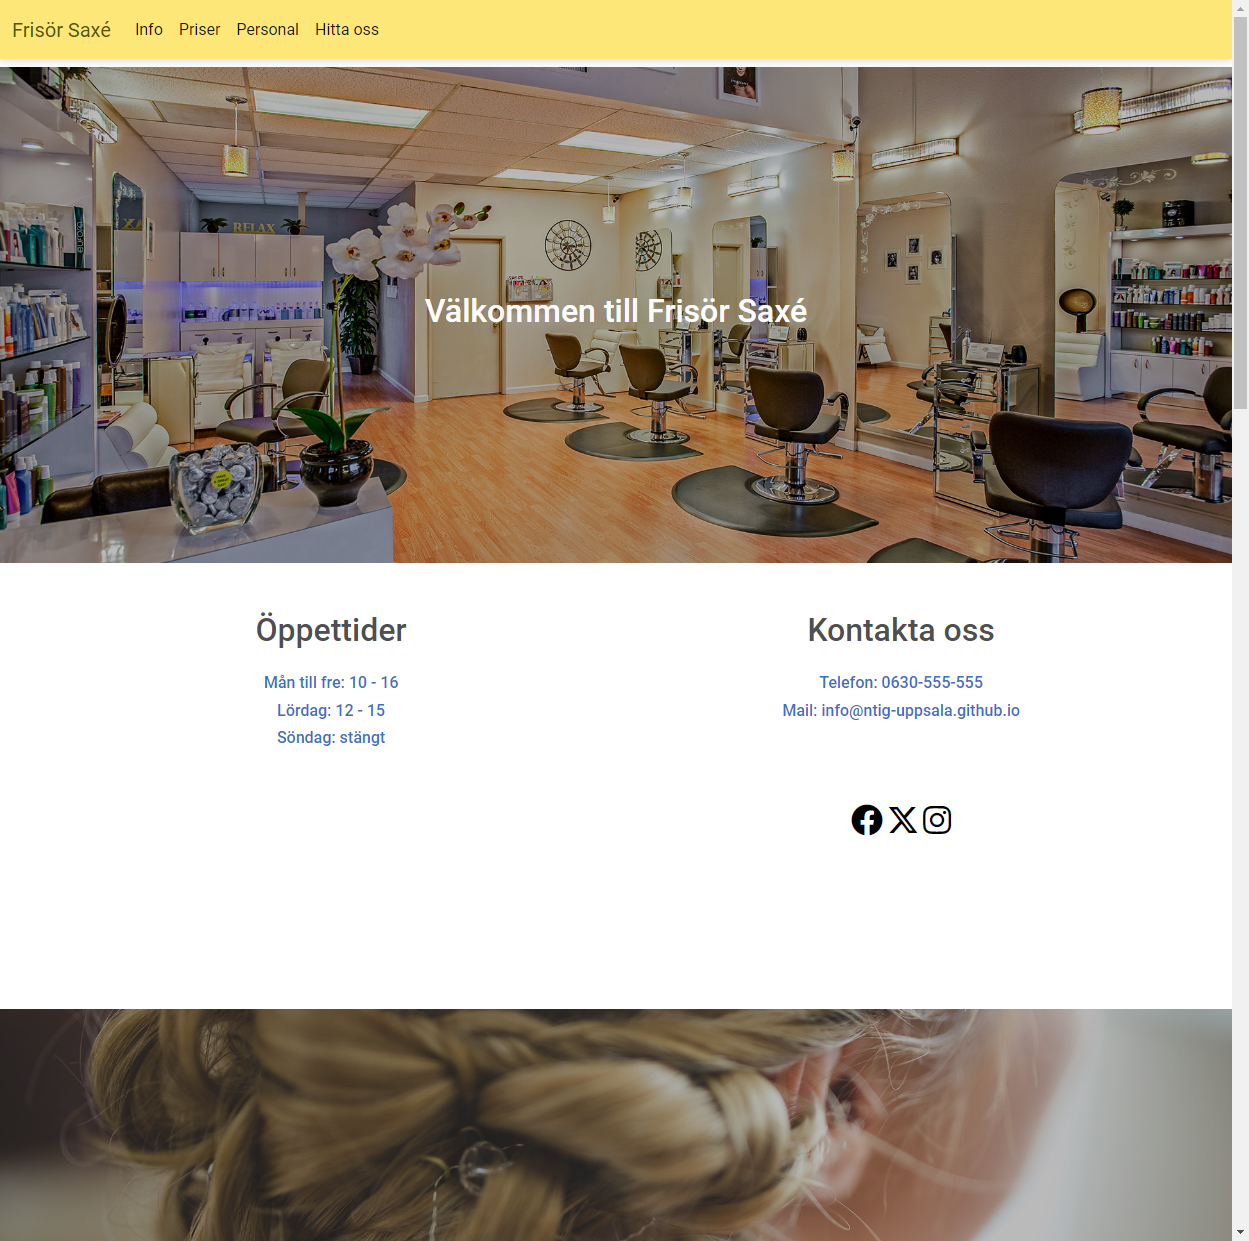 Frisör Saxé Info Priser Personal Hitta oss
RELAX
Välkommen till Frisör Saxé
Öppettider
Mån till fre: 10 - 16
Lördag: 12 - 15
Söndag: stängt
Kontakta oss
Telefon: 0630-555-555
Mail: info@ntig-uppsala.github.io